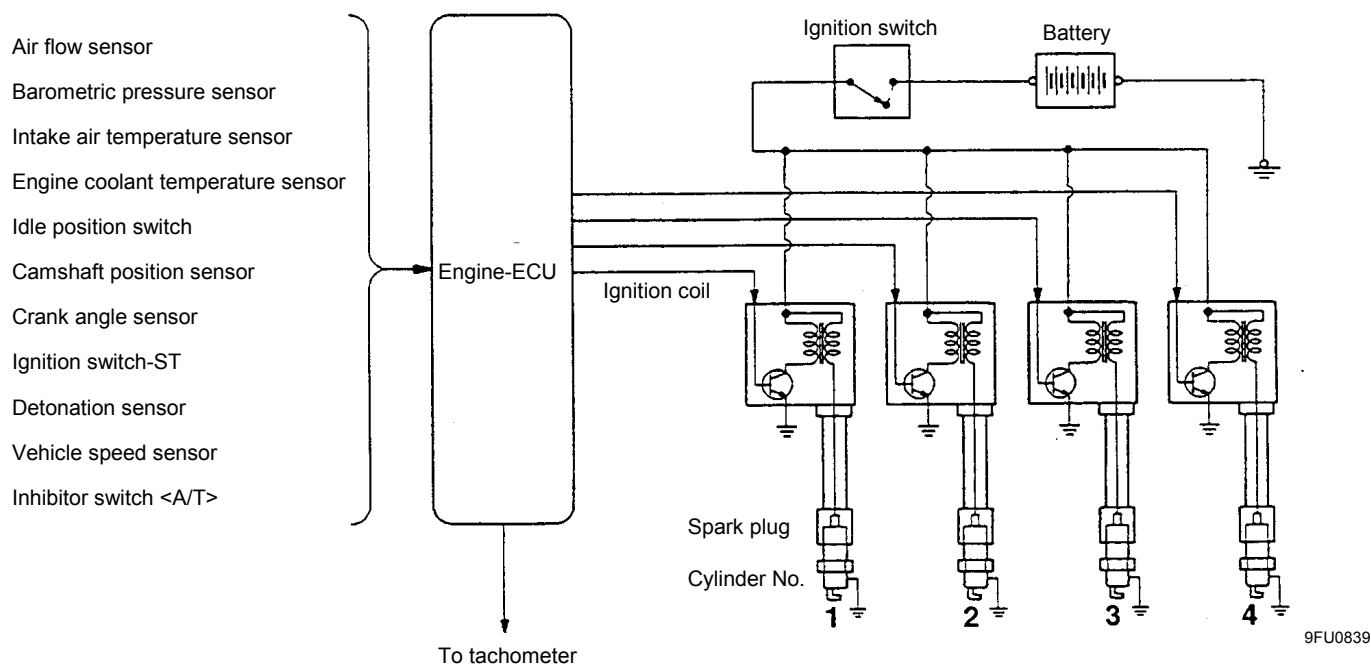 Air flow sensor
Barometric pressure sensor
Intake air temperature sensor
Engine coolant temperature sensor
Idle position switch
Camshaft position sensor
Crank angle sensor
Ignition switch-ST
Detonation sensor
Vehicle speed sensor
Inhibitor switch <A/T>
Engine-ECU
To tachometer
Ignition switch
Battery
Ignition coil
Spark plug
Cylinder No.
1 2 3 4
9FU0839